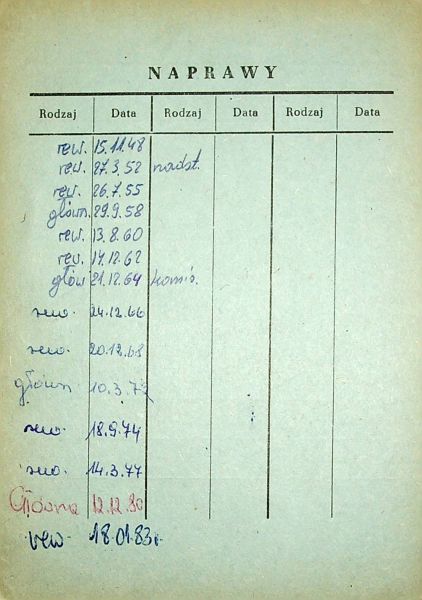 NAPRAWY
Rodzaj Data Rodzaj Data Rodzaj Data
rew. 15.11.48
rew. 27.3.52 nadst.
rew. 26.7.55
główn. 29.9.58
rew. 13.8.60
rew. 14.12.62
głów 21.12.64
rew. 24.12.66
rew. 20.12.68
główn 10.3.72
rew. 18.9.74
rew. 14.3.77
Główna 12.12.80
rew. 18.01.83r.